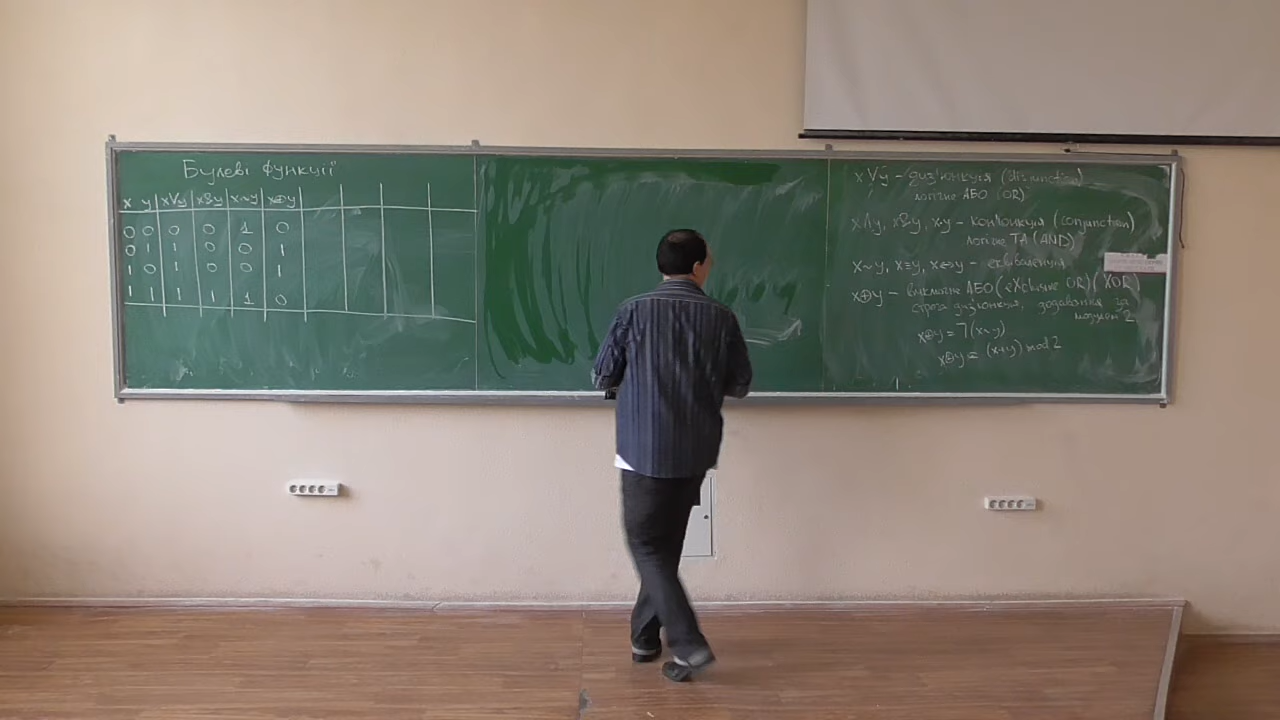 Булеві функції
x y x∨y x&y x~y x⊕y
0 0 0 0 1 0
0 1 1 0 0 1
1 0 1 0 0 1
1 1 1 1 1 0
x∨y – диз'юнкція (disjunction)
логічне АБО (OR)
x∧y, x&y, x·y – кон'юнкція (conjunction)
логічне ТА (AND)
x~y, x≡y, x⇔y – еквіваленція
x⊕y – виключне АБО (eXclusive OR) (XOR)
строга диз'юнкція, додавання за
модулем 2
x⊕y = ⅂(x~y)
x⊕y = (x+y) mod 2